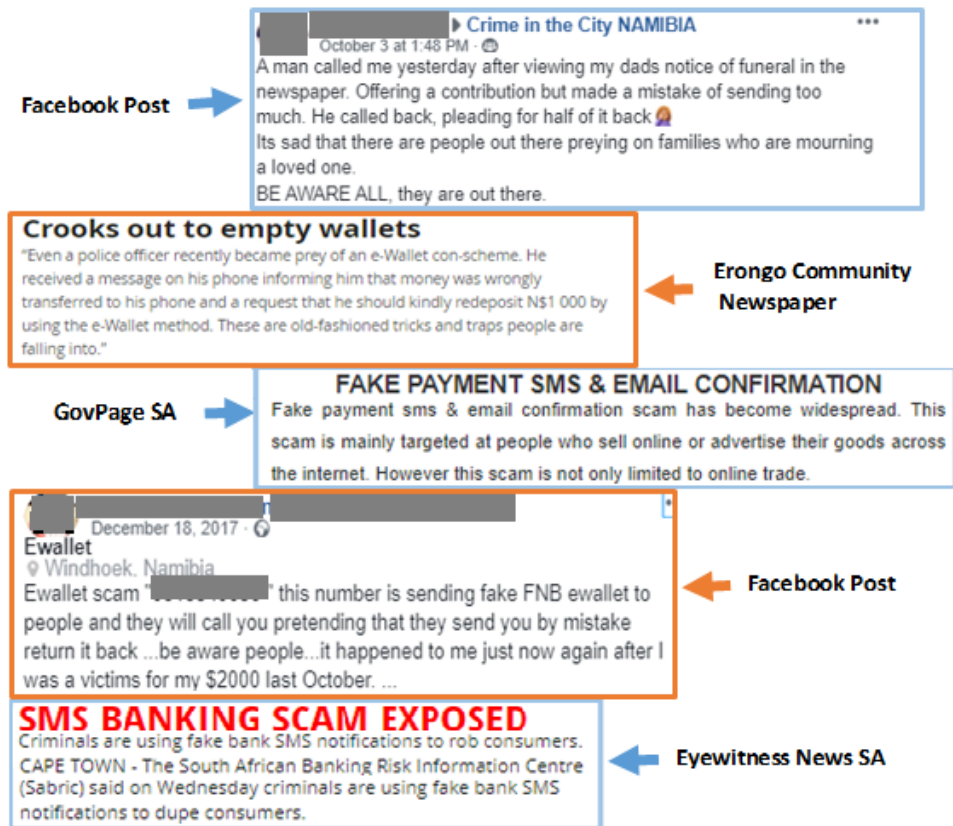 Crime in the City NAMIBIA
October 3 at 1:48 PM ·
A man called me yesterday after viewing my dads notice of funeral in the
newspaper. Offering a contribution but made a mistake of sending too
much. He called back, pleading for half of it back
Its sad that there are people out there preying on families who are mourning
a loved one.
BE AWARE ALL, they are out there.
Facebook Post
Crooks out to empty wallets
“Even a police officer recently became prey of an e-Wallet con-scheme. He
received a message on his phone informing him that money was wrongly
transferred to his phone and a request that he should kindly redeposit N$1 000 by
using the e-Wallet method. These are old-fashioned tricks and traps people are
falling into.”
Erongo Community
Newspaper
GovPage SA
FAKE PAYMENT SMS & EMAIL CONFIRMATION
Fake payment sms & email confirmation scam has become widespread. This
scam is mainly targeted at people who sell online or advertise their goods across
the internet. However this scam is not only limited to online trade.
December 18, 2017 ·
Ewallet
Windhoek, Namibia
Ewallet scam " " this number is sending fake FNB ewallet to
people and they will call you pretending that they send you by mistake
return it back ...be aware people...it happened to me just now again after I
was a victims for my $2000 last October. ...
Facebook Post
SMS BANKING SCAM EXPOSED
Criminals are using fake bank SMS notifications to rob consumers.
CAPE TOWN - The South African Banking Risk Information Centre
(Sabric) said on Wednesday criminals are using fake bank SMS
notifications to dupe consumers.
Eyewitness News SA